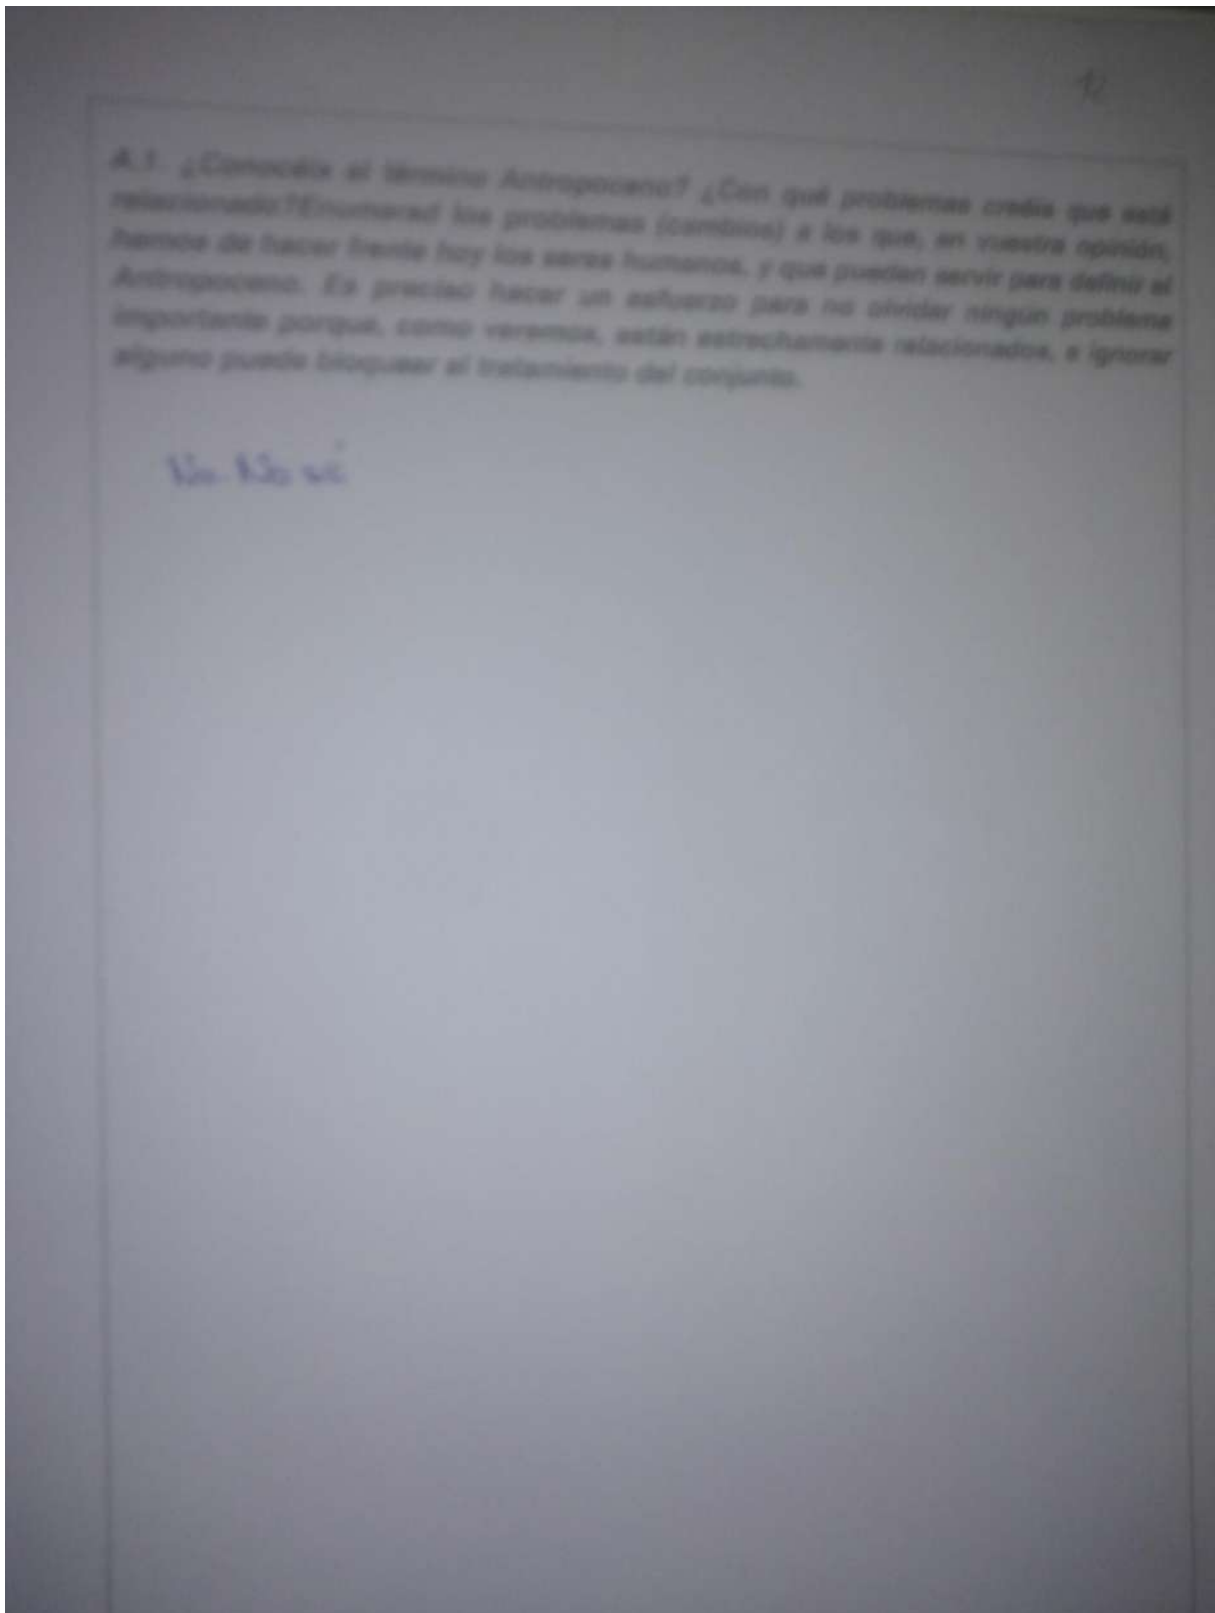 12
A.1. ¿Conocéis el término Antropoceno? ¿Con qué problemas creéis que está
relacionado?Enumerad los problemas (cambios) a los que, en vuestra opinión,
hemos de hacer frente hoy los seres humanos, y que pueden servir para definir el
Antropoceno. Es preciso hacer un esfuerzo para no olvidar ningún problema
importante porque, como veremos, están estrechamente relacionados, e ignorar
alguno puede bloquear el tratamiento del conjunto.
No. No sé